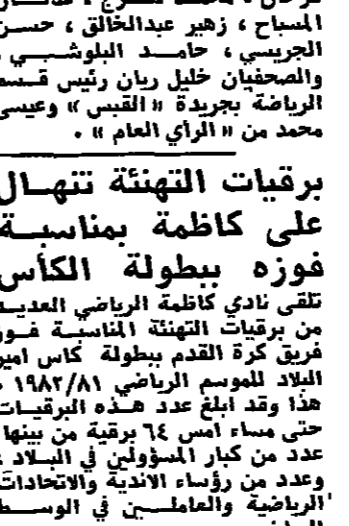 المسباح ، زهير عبدالخالق ، حسن
الجريسي ، حامد البلوشي
والصحفيان خليل ريان رئيس قسم
الرياضة بجريدة « القبس » وعيسى
محمد من « الرأي العام » .
برقيات التهنئة تنهال
على كاظمة بمناسبة
فوزه ببطولة الكأس
تلقى نادي كاظمة الرياضي العديد
من برقيات التهنئة المناسبة فوز
فريق كرة القدم ببطولة كاس امير
البلاد للموسم الرياضي ١٩٨٢/٨١ .
هذا وقد ابلغ عدد هذه البرقيات
حتى مساء امس ٦٤ برقية من بينها
عدد من كبار المسؤولين في البلاد
وعدد من رؤساء الاندية والاتحادات
الرياضية والعاملين في الوسط